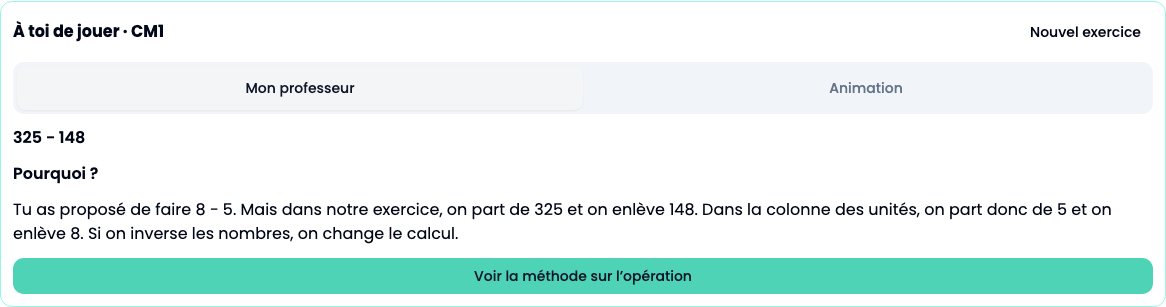 À toi de jouer · CM1
Nouvel exercice
Mon professeur
Animation
325 - 148
Pourquoi ?
Tu as proposé de faire 8 - 5. Mais dans notre exercice, on part de 325 et on enlève 148. Dans la colonne des unités, on part donc de 5 et on
enlève 8. Si on inverse les nombres, on change le calcul.
Voir la méthode sur l’opération